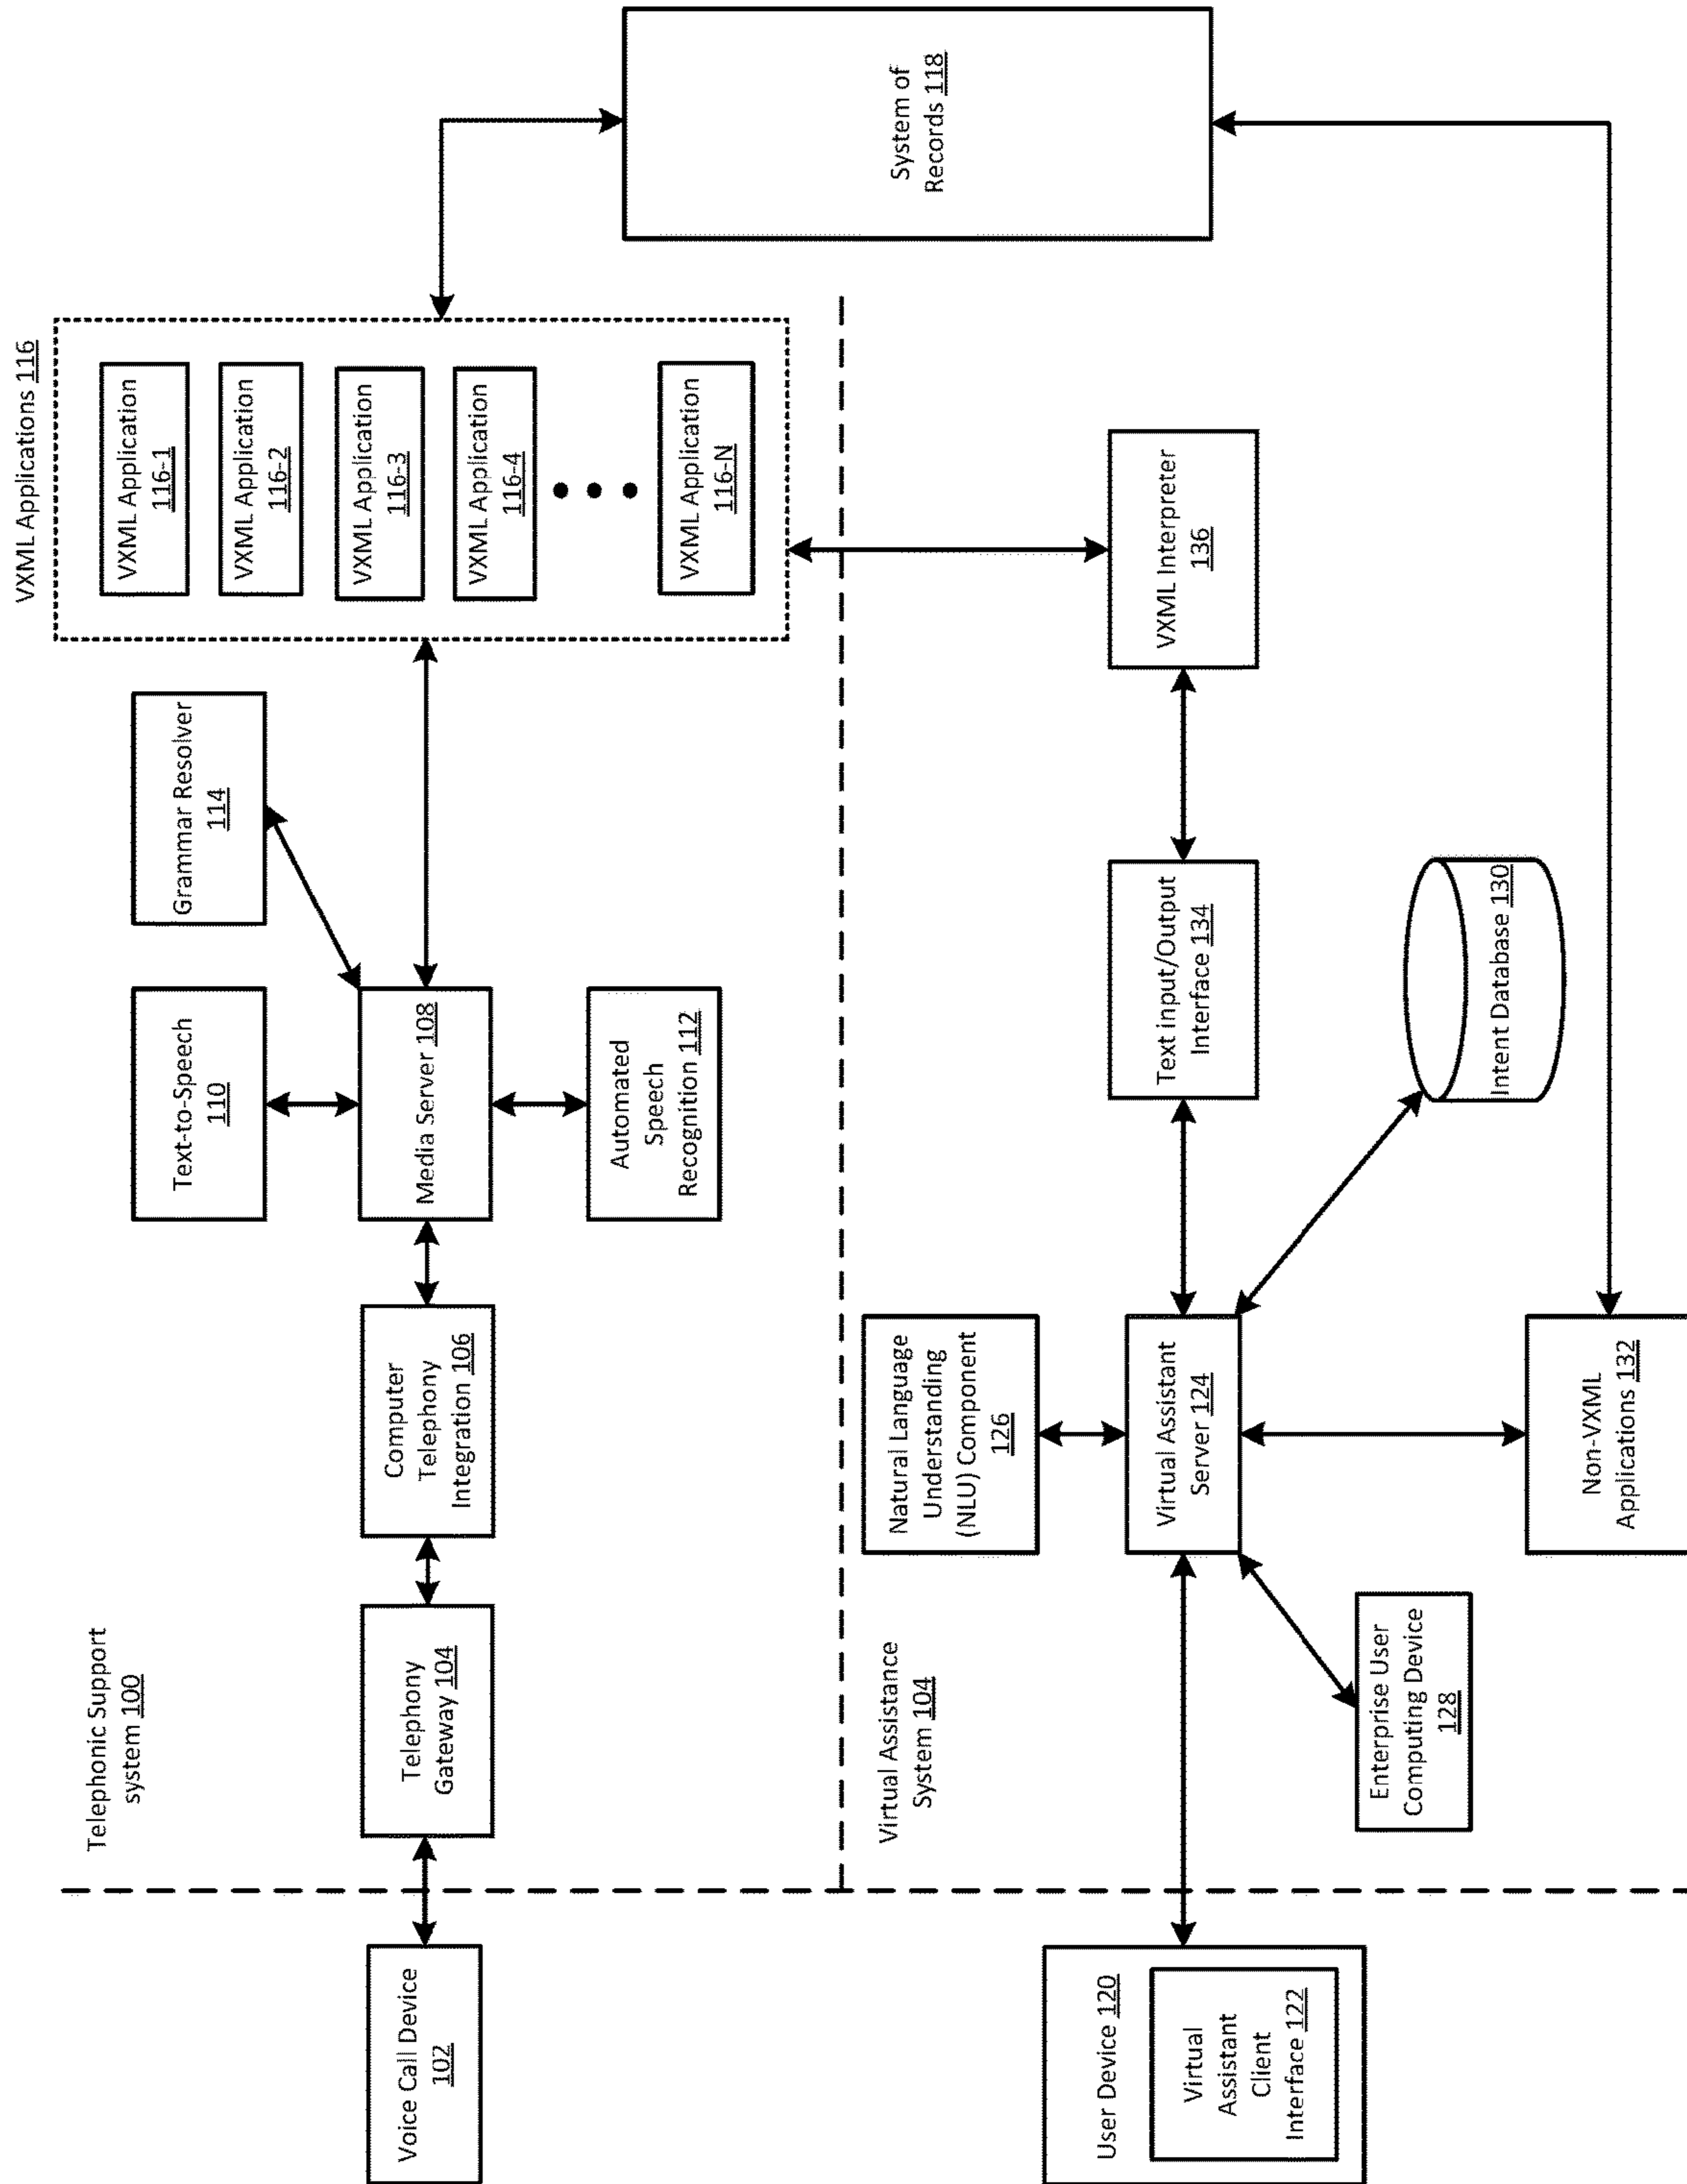 Telephonic Support
system 100
Voice Call Device
102
Telephony
Gateway 104
Computer
Telephony
Integration 106
Text-to-Speech
110
Media Server 108
Automated
Speech
Recognition 112
Grammar Resolver
114
VXML Applications 116
VXML Application
116-1
VXML Application
116-2
VXML Application
116-3
VXML Application
116-4
VXML Application
116-N
System of
Records 118
Virtual Assistance
System 104
User Device 120
Virtual
Assistant
Client
Interface 122
Enterprise User
Computing Device
128
Natural Language
Understanding
(NLU) Component
126
Virtual Assistant
Server 124
Non-VXML
Applications 132
Text input/Output
Interface 134
Intent Database 130
VXML Interpreter
136